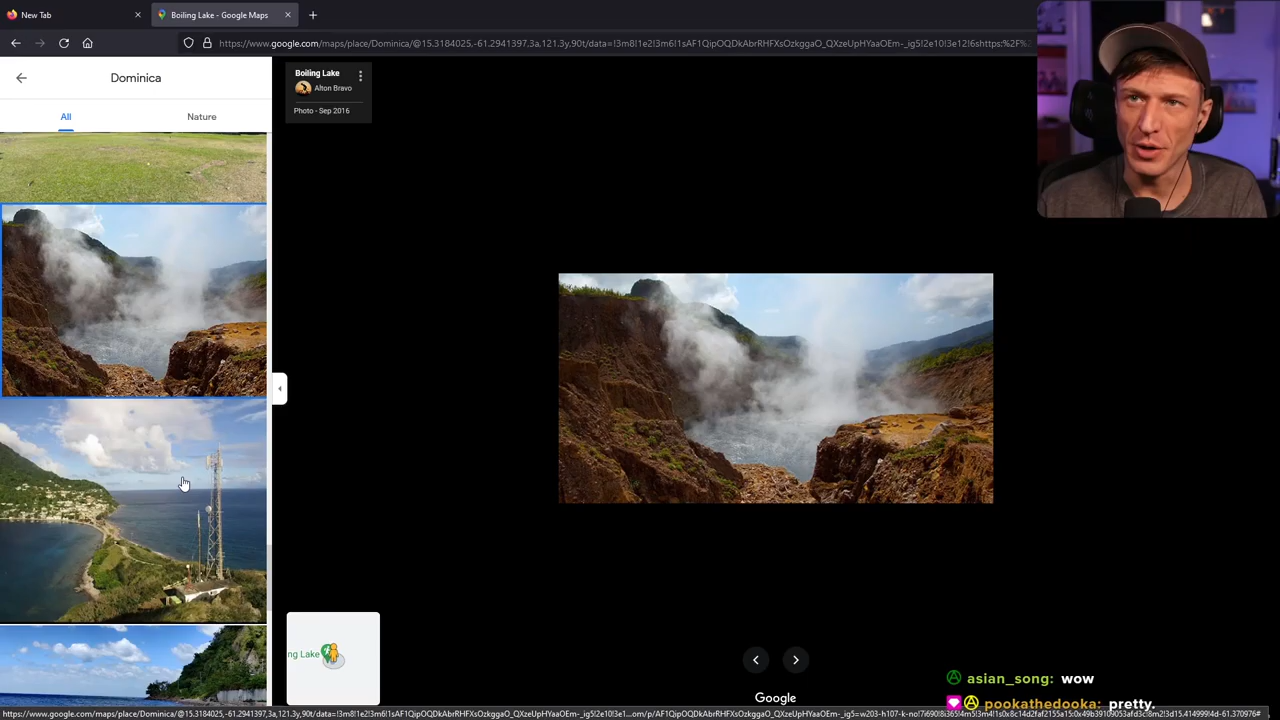 New Tab
Boiling Lake - Google Maps
Dominica
All
Nature
Boiling Lake
Alton Bravo
Photo - Sep 2016
ng Lake
Google
asian_song: wow
pookathedooka: pretty.